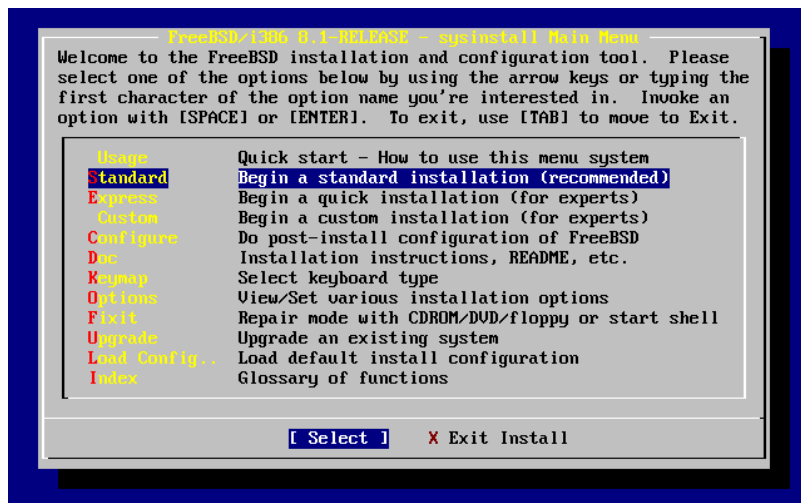 FreeBSD/i386 8.1-RELEASE - sysinstall Main Menu
Welcome to the FreeBSD installation and configuration tool.  Please
select one of the options below by using the arrow keys or typing the
first character of the option name you're interested in.  Invoke an
option with [SPACE] or [ENTER].  To exit, use [TAB] to move to Exit.
Usage Quick start - How to use this menu system
Standard Begin a standard installation (recommended)
Express Begin a quick installation (for experts)
Custom Begin a custom installation (for experts)
Configure Do post-install configuration of FreeBSD
Doc Installation instructions, README, etc.
Keymap Select keyboard type
Options View/Set various installation options
Fixit Repair mode with CDROM/DVD/floppy or start shell
Upgrade Upgrade an existing system
Load Config.. Load default install configuration
Index Glossary of functions
[ Select ] X Exit Install